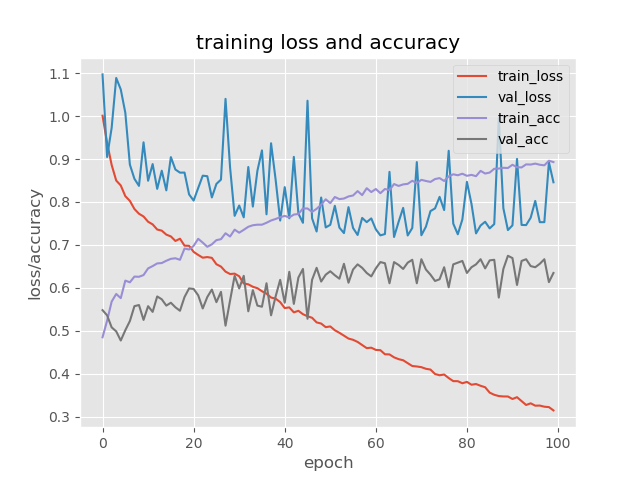 training loss and accuracy
1.1
1.0
0.9
0.8
0.7
0.6
0.5
0.4
0.3
loss/accuracy
train_loss
val_loss
train_acc
val_acc
0 20 40 60 80 100
epoch